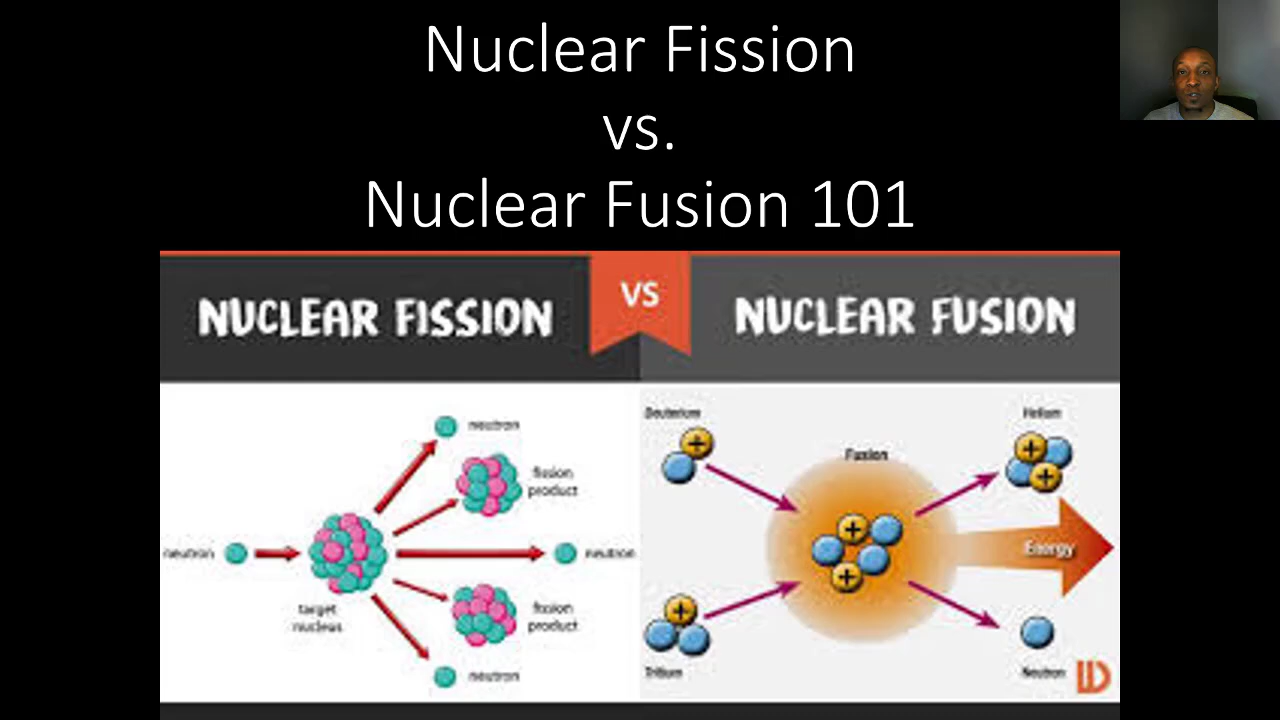 Nuclear Fission
vs.
Nuclear Fusion 101
NUCLEAR FISSION
VS
NUCLEAR FUSION
neutron
fission
product
neutron
neutron
target
nucleus
fission
product
neutron
Deuterium
Helium
Fusion
Energy
Tritium
Neutron